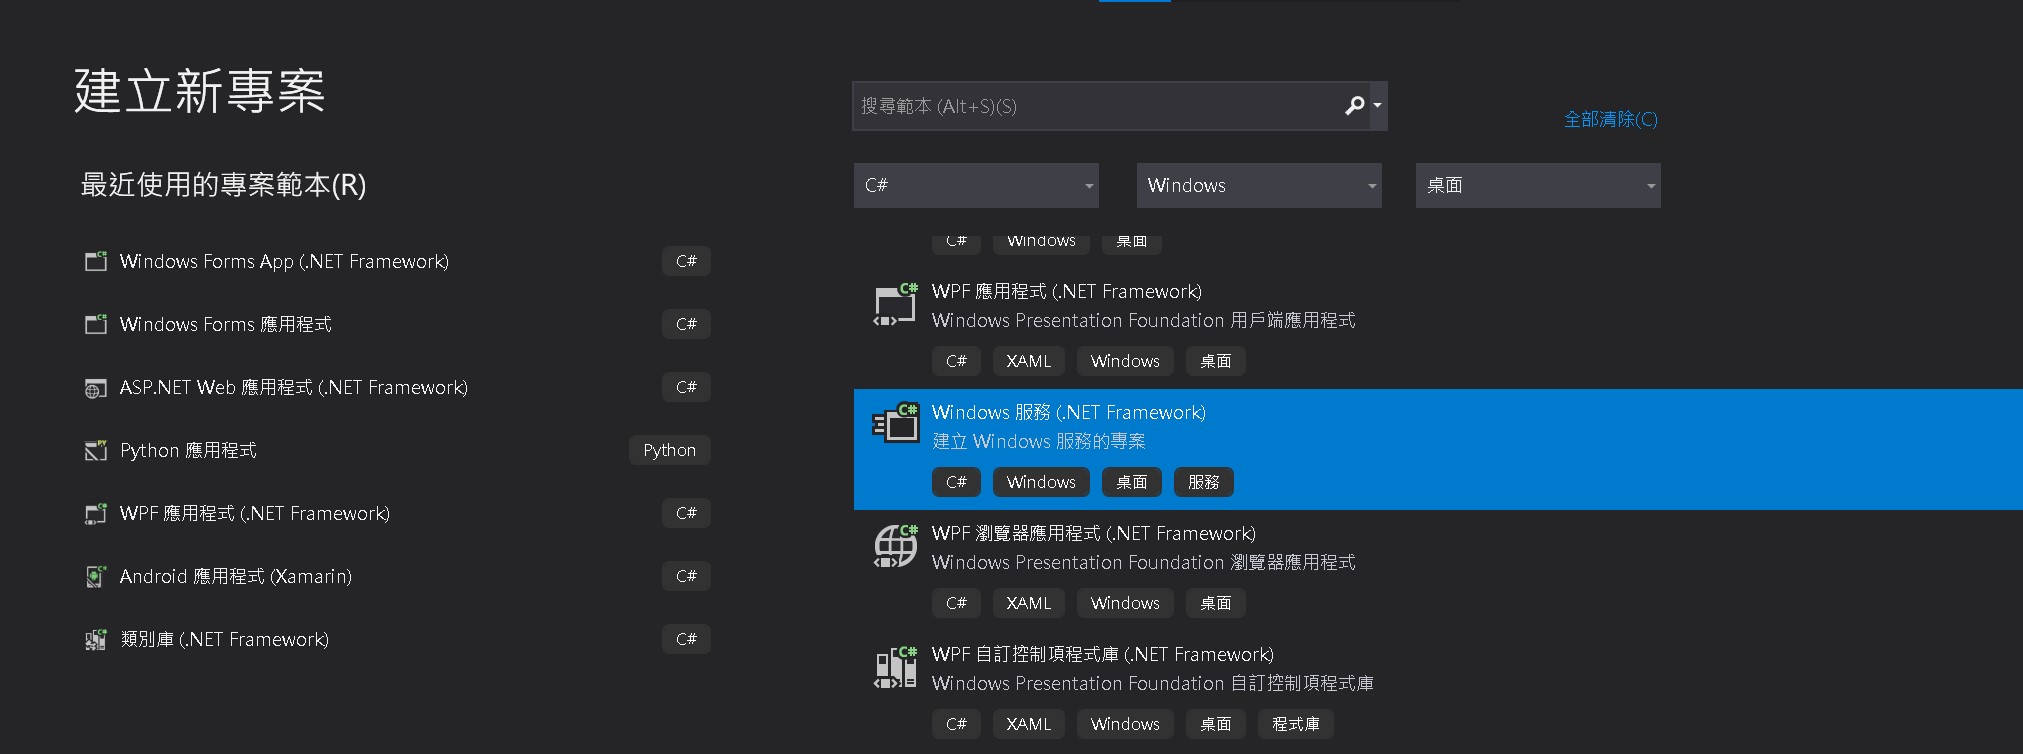 建立新專案
最近使用的專案範本(R)
Windows Forms App (.NET Framework)
C#
Windows Forms 應用程式
C#
ASP.NET Web 應用程式 (.NET Framework)
C#
Python 應用程式
Python
WPF 應用程式 (.NET Framework)
C#
Android 應用程式 (Xamarin)
C#
類別庫 (.NET Framework)
C#
搜尋範本 (Alt+S)(S)
全部清除(C)
C#
Windows
桌面
C# Windows 桌面
WPF 應用程式 (.NET Framework)
Windows Presentation Foundation 用戶端應用程式
C# XAML Windows 桌面
Windows 服務 (.NET Framework)
建立 Windows 服務的專案
C# Windows 桌面 服務
WPF 瀏覽器應用程式 (.NET Framework)
Windows Presentation Foundation 瀏覽器應用程式
C# XAML Windows 桌面
WPF 自訂控制項程式庫 (.NET Framework)
Windows Presentation Foundation 自訂控制項程式庫
C# XAML Windows 桌面 程式庫